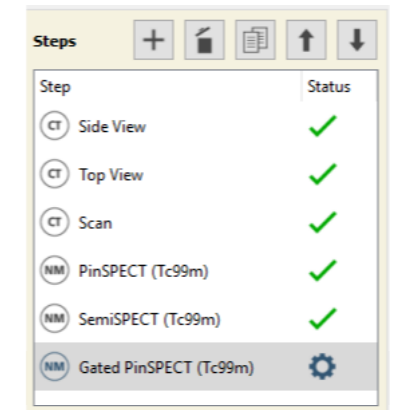 Steps
Step Status
CT Side View
CT Top View
CT Scan
NM PinSPECT (Tc99m)
NM SemiSPECT (Tc99m)
NM Gated PinSPECT (Tc99m)